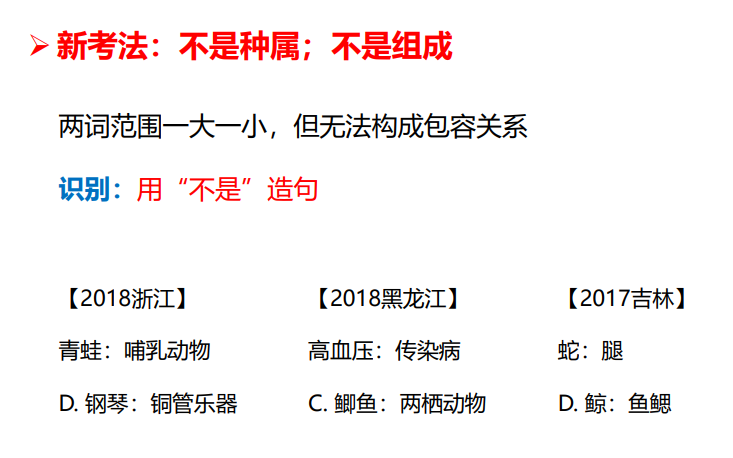 ➢ 新考法：不是种属；不是组成
两词范围一大一小，但无法构成包容关系
识别：用“不是”造句
【2018浙江】 【2018黑龙江】 【2017吉林】
青蛙：哺乳动物 高血压：传染病 蛇：腿
D. 钢琴：铜管乐器 C. 鲫鱼：两栖动物 D. 鲸：鱼鳃